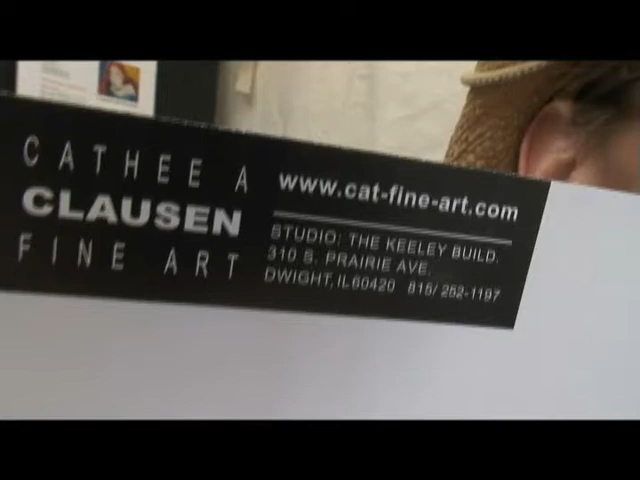 CATHEE A
CLAUSEN
FINE ART
www.cat-fine-art.com
STUDIO: THE KEELEY BUILD.
310 S. PRAIRIE AVE.
DWIGHT, IL60420 815/ 252-1197